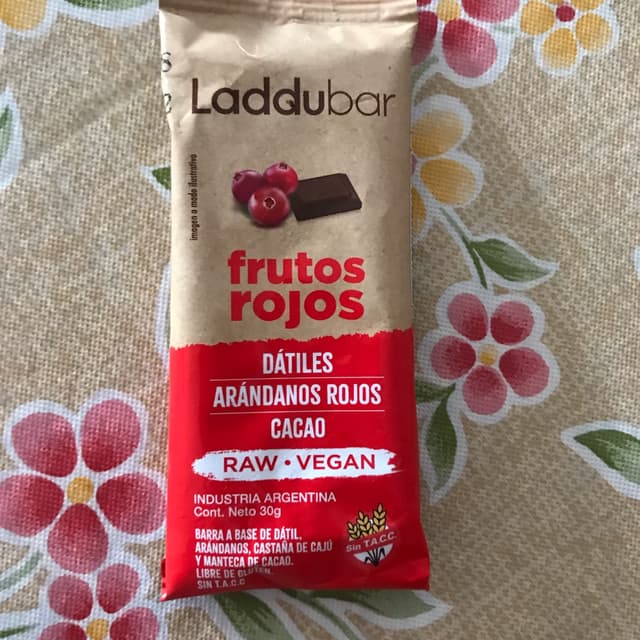 Laddubar
imagen a modo ilustrativo
frutos
rojos
DÁTILES
ARÁNDANOS ROJOS
CACAO
RAW • VEGAN
INDUSTRIA ARGENTINA
Cont. Neto 30g
BARRA A BASE DE DÁTIL,
ARÁNDANOS, CASTAÑA DE CAJÚ
Y MANTECA DE CACAO.
LIBRE DE GLUTEN
SIN T.A.C.C
Sin T.A.C.C.